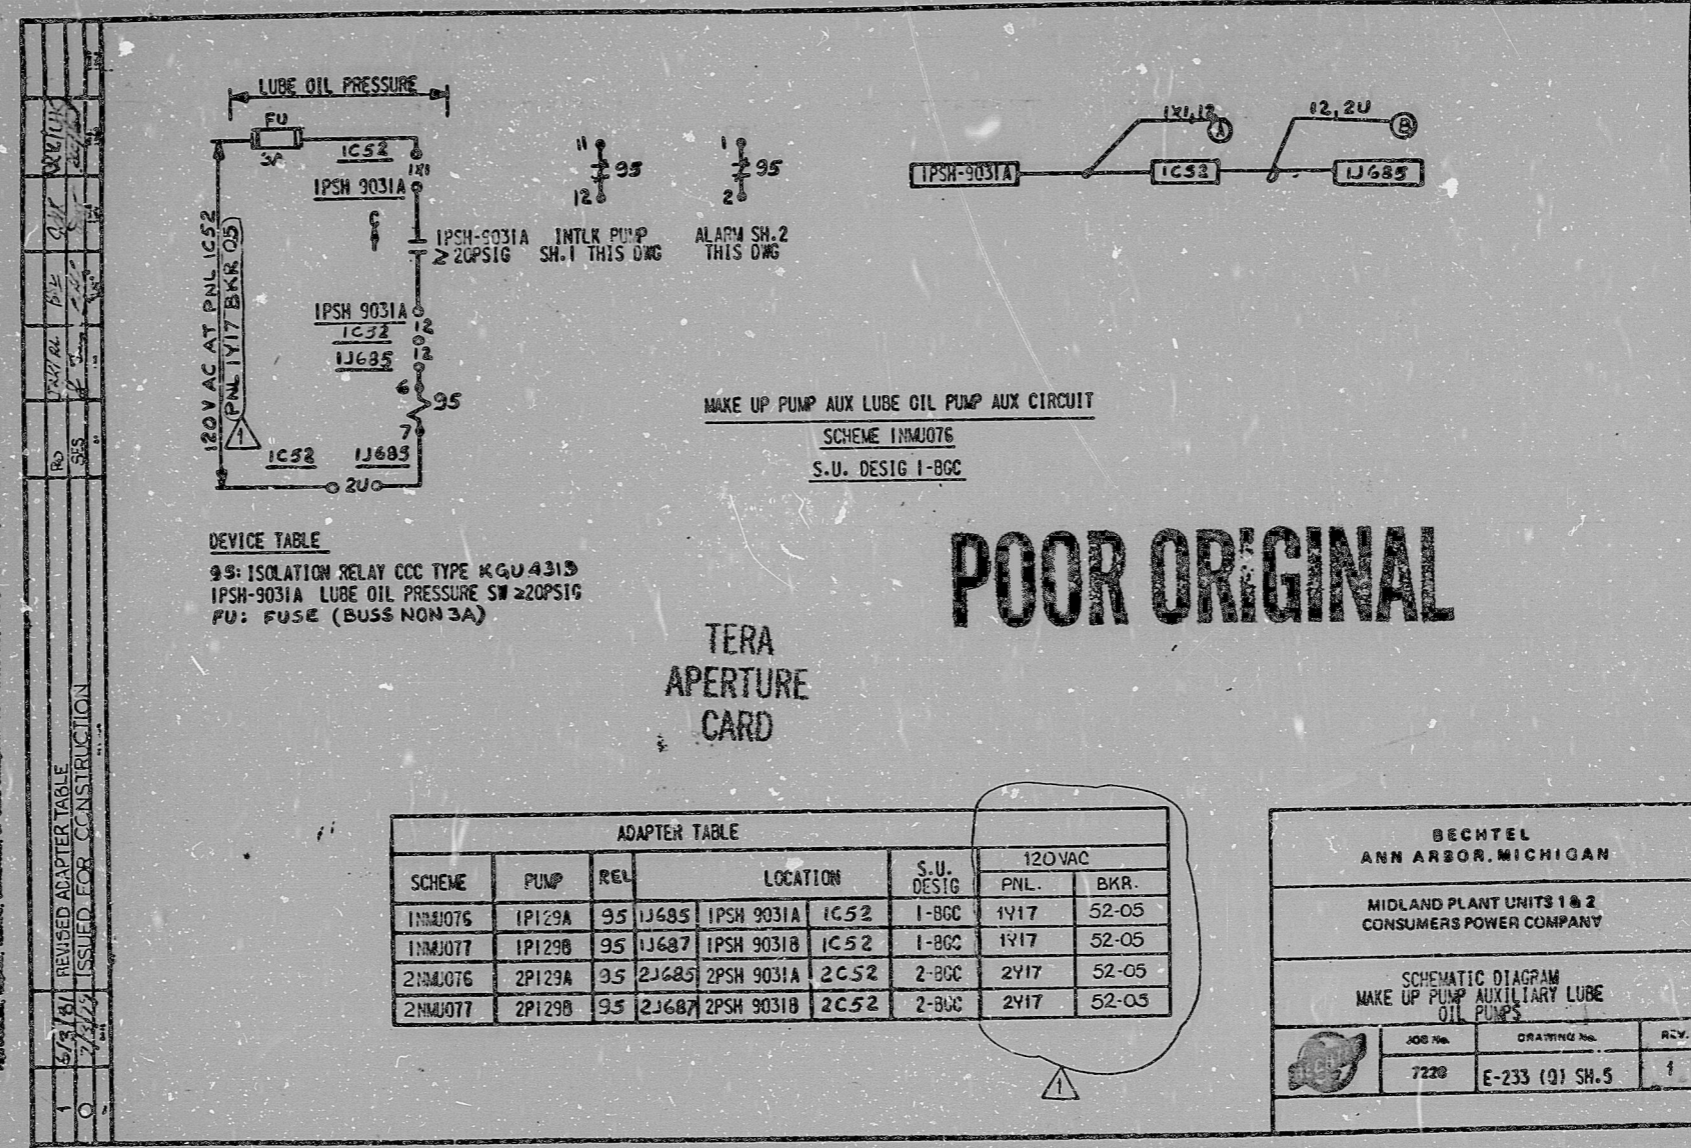 LUBE OIL PRESSURE
FU
3A
1C52
1X1
1PSH 9031A
C
1PSH-9031A
≥20PSIG
1PSH 9031A
1C52
12
1J685
12
6
95
7
1C52
1J685
2U
120V AC AT PNL 1C52
PNL 1Y17 BKR 05
1
11
95
12
INTLK PUMP
SH.1 THIS DWG
1
95
2
ALARM SH.2
THIS DWG
1X1,12
A
12,2U
B
1PSH-9031A
1C52
1J685
MAKE UP PUMP AUX LUBE OIL PUMP AUX CIRCUIT
SCHEME 1NMU076
S.U. DESIG 1-BGC
DEVICE TABLE
95: ISOLATION RELAY CCC TYPE KGU4313
1PSH-9031A LUBE OIL PRESSURE SW ≥20PSIG
FU: FUSE (BUSS NON 3A)
POOR ORIGINAL
TERA
APERTURE
CARD
ADAPTER TABLE
120VAC
SCHEME PUMP REL LOCATION S.U. DESIG PNL. BKR.
1NMU076 1P129A 95 1J685 1PSH 9031A 1C52 1-BGC 1Y17 52-05
1NMU077 1P129B 95 1J687 1PSH 9031B 1C52 1-BGC 1Y17 52-05
2NMU076 2P129A 95 2J685 2PSH 9031A 2C52 2-BGC 2Y17 52-05
2NMU077 2P129B 95 2J687 2PSH 9031B 2C52 2-BGC 2Y17 52-05
1
BECHTEL
ANN ARBOR, MICHIGAN
MIDLAND PLANT UNITS 1 & 2
CONSUMERS POWER COMPANY
SCHEMATIC DIAGRAM
MAKE UP PUMP AUXILIARY LUBE
OIL PUMPS
JOB No. DRAWING No. REV.
7220 E-233 (Q) SH.5 1
1 6/3/81 REVISED ADAPTER TABLE RD
0 ISSUED FOR CONSTRUCTION SES